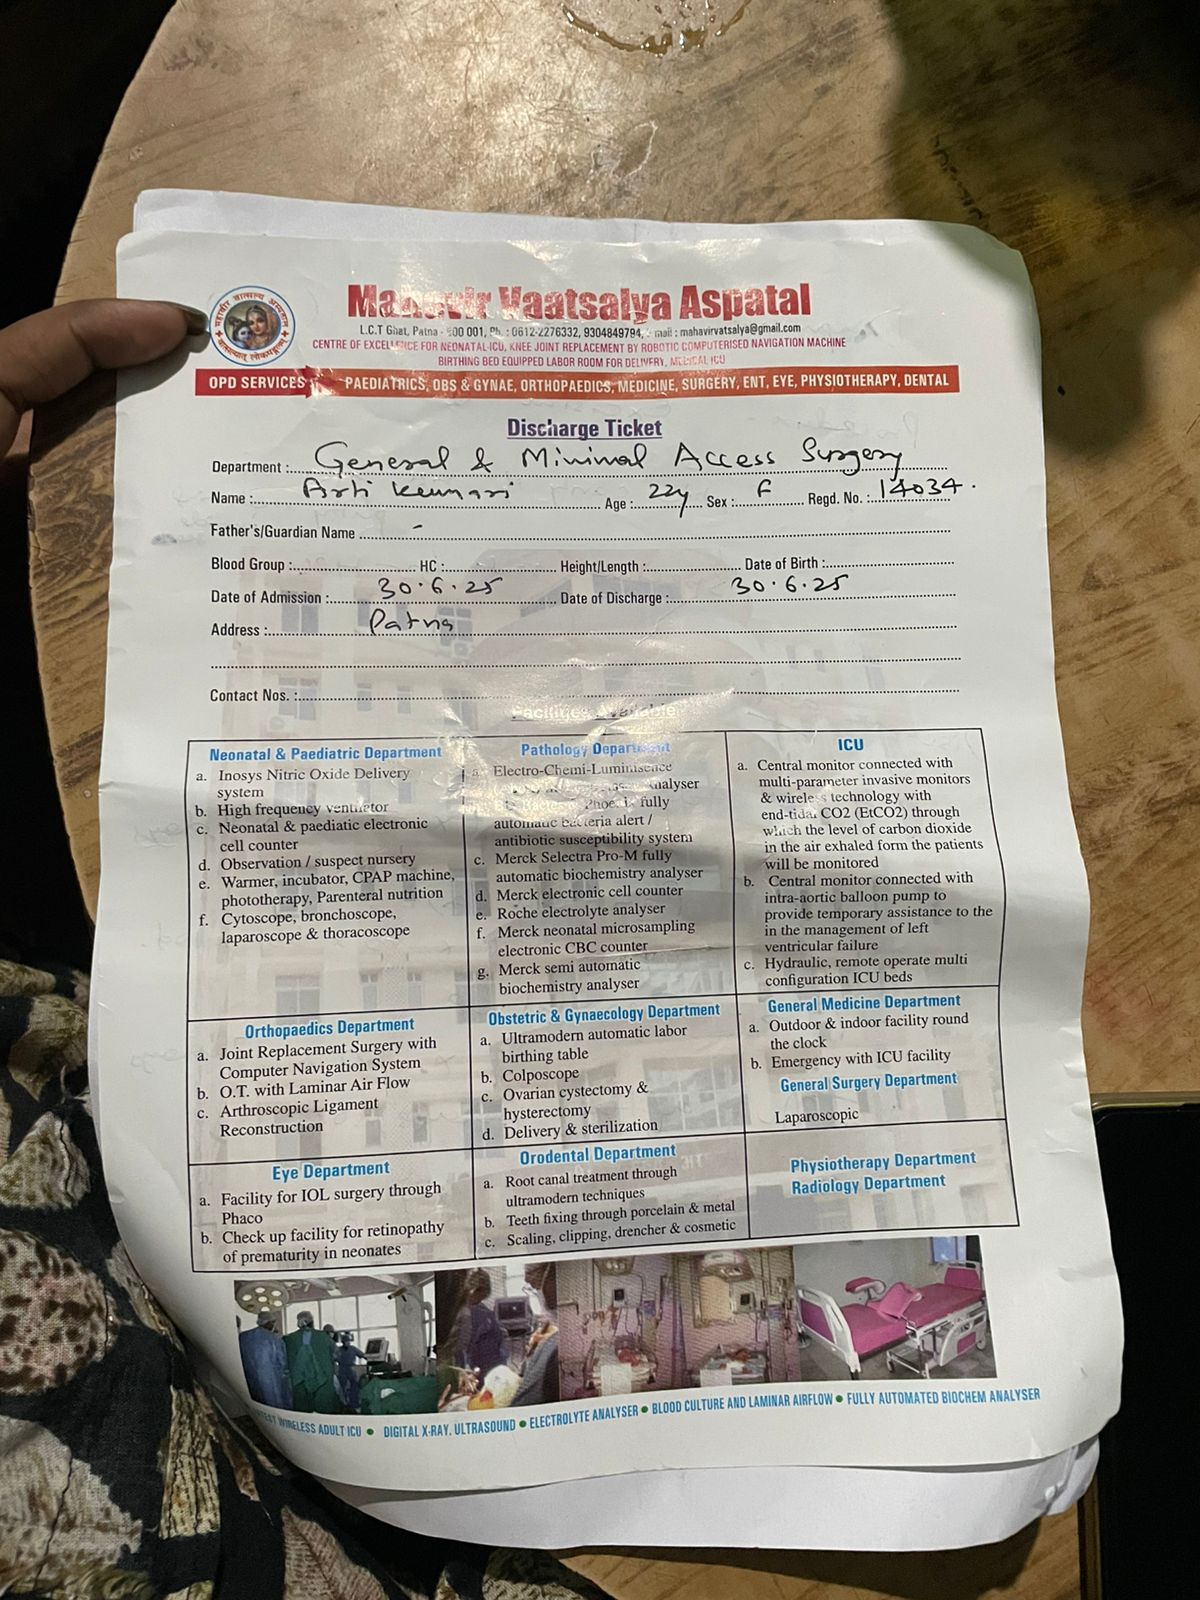 Mahavir Vaatsalya Aspatal
L.C.T Ghat, Patna - 800 001, Ph. : 0612-2276332, 9304849794, mail : mahavirvatsalya@gmail.com
CENTRE OF EXCELLENCE FOR NEONATAL-ICU, KNEE JOINT REPLACEMENT BY ROBOTIC COMPUTERISED NAVIGATION MACHINE
BIRTHING BED EQUIPPED LABOR ROOM FOR DELIVERY, MEDICAL ICU
OPD SERVICES PAEDIATRICS, OBS & GYNAE, ORTHOPAEDICS, MEDICINE, SURGERY, ENT, EYE, PHYSIOTHERAPY, DENTAL
Discharge Ticket
Department : General & Minimal Access Surgery
Name : Arti Kumari Age : 22y Sex : F Regd. No. : 14034.
Father's/Guardian Name -
Blood Group : HC : Height/Length : Date of Birth :
Date of Admission : 30.6.25 Date of Discharge : 30.6.25
Address : Patna
Contact Nos. :
Facilities Available
Neonatal & Paediatric Department
a. Inosys Nitric Oxide Delivery
system
b. High frequency ventilator
c. Neonatal & paediatic electronic
cell counter
d. Observation / suspect nursery
e. Warmer, incubator, CPAP machine,
phototherapy, Parenteral nutrition
f. Cytoscope, bronchoscope,
laparoscope & thoracoscope
Pathology Department
a. Electro-Chemi-Luminisence
analyser
fully
automatic bacteria alert /
antibiotic susceptibility system
c. Merck Selectra Pro-M fully
automatic biochemistry analyser
d. Merck electronic cell counter
e. Roche electrolyte analyser
f. Merck neonatal microsampling
electronic CBC counter
g. Merck semi automatic
biochemistry analyser
ICU
a. Central monitor connected with
multi-parameter invasive monitors
& wireless technology with
end-tidal CO2 (EtCO2) through
which the level of carbon dioxide
in the air exhaled form the patients
will be monitored
b. Central monitor connected with
intra-aortic balloon pump to
provide temporary assistance to the
in the management of left
ventricular failure
c. Hydraulic, remote operate multi
configuration ICU beds
Orthopaedics Department
a. Joint Replacement Surgery with
Computer Navigation System
b. O.T. with Laminar Air Flow
c. Arthroscopic Ligament
Reconstruction
Obstetric & Gynaecology Department
a. Ultramodern automatic labor
birthing table
b. Colposcope
c. Ovarian cystectomy &
hysterectomy
d. Delivery & sterilization
General Medicine Department
a. Outdoor & indoor facility round
the clock
b. Emergency with ICU facility
General Surgery Department
Laparoscopic
Eye Department
a. Facility for IOL surgery through
Phaco
b. Check up facility for retinopathy
of prematurity in neonates
Orodental Department
a. Root canal treatment through
ultramodern techniques
b. Teeth fixing through porcelain & metal
c. Scaling, clipping, drencher & cosmetic
Physiotherapy Department
Radiology Department
WIRELESS ADULT ICU ● DIGITAL X-RAY, ULTRASOUND ● ELECTROLYTE ANALYSER ● BLOOD CULTURE AND LAMINAR AIRFLOW ● FULLY AUTOMATED BIOCHEM ANALYSER